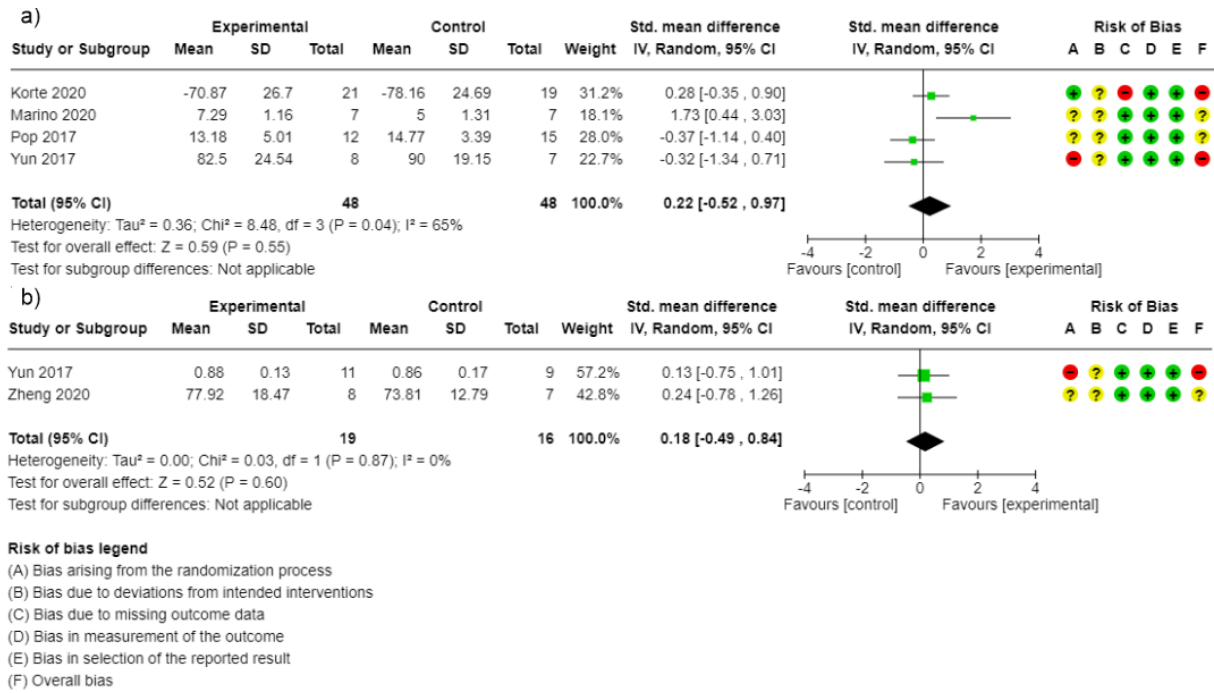 a)
Experimental Control Std. mean difference Std. mean difference Risk of Bias
Study or Subgroup Mean SD Total Mean SD Total Weight IV, Random, 95% CI IV, Random, 95% CI A B C D E F
Korte 2020 -70.87 26.7 21 -78.16 24.69 19 31.2% 0.28 [-0.35 , 0.90] + ? - + + -
Marino 2020 7.29 1.16 7 5 1.31 7 18.1% 1.73 [0.44 , 3.03] ? ? + + + ?
Pop 2017 13.18 5.01 12 14.77 3.39 15 28.0% -0.37 [-1.14 , 0.40] ? ? + + + ?
Yun 2017 82.5 24.54 8 90 19.15 7 22.7% -0.32 [-1.34 , 0.71] - ? + + + -
Total (95% CI) 48 48 100.0% 0.22 [-0.52 , 0.97]
Heterogeneity: Tau² = 0.36; Chi² = 8.48, df = 3 (P = 0.04); I² = 65%
Test for overall effect: Z = 0.59 (P = 0.55)
Test for subgroup differences: Not applicable
-4 -2 0 2 4
Favours [control] Favours [experimental]
b)
Experimental Control Std. mean difference Std. mean difference Risk of Bias
Study or Subgroup Mean SD Total Mean SD Total Weight IV, Random, 95% CI IV, Random, 95% CI A B C D E F
Yun 2017 0.88 0.13 11 0.86 0.17 9 57.2% 0.13 [-0.75 , 1.01] - ? + + + -
Zheng 2020 77.92 18.47 8 73.81 12.79 7 42.8% 0.24 [-0.78 , 1.26] ? ? + + + ?
Total (95% CI) 19 16 100.0% 0.18 [-0.49 , 0.84]
Heterogeneity: Tau² = 0.00; Chi² = 0.03, df = 1 (P = 0.87); I² = 0%
Test for overall effect: Z = 0.52 (P = 0.60)
Test for subgroup differences: Not applicable
-4 -2 0 2 4
Favours [control] Favours [experimental]
Risk of bias legend
(A) Bias arising from the randomization process
(B) Bias due to deviations from intended interventions
(C) Bias due to missing outcome data
(D) Bias in measurement of the outcome
(E) Bias in selection of the reported result
(F) Overall bias